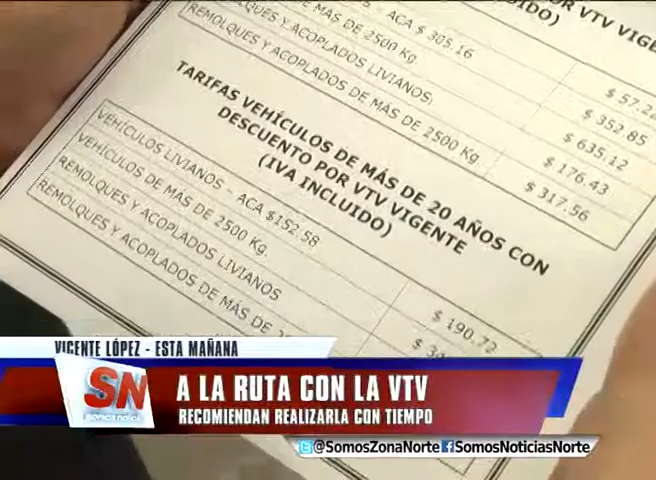 POR VTV VIGENTE
INCLUIDO)
ACA $ 305.16
DE MÁS DE 2500 Kg.
REMOLQUES Y ACOPLADOS LIVIANOS
REMOLQUES Y ACOPLADOS DE MÁS DE 2500 Kg.
$ 352.85
$ 635.12
$ 176.43
$ 317.56
TARIFAS VEHÍCULOS DE MÁS DE 20 AÑOS CON
DESCUENTO POR VTV VIGENTE
(IVA INCLUIDO)
VEHÍCULOS LIVIANOS - ACA $152.58
VEHÍCULOS DE MÁS DE 2500 Kg.
REMOLQUES Y ACOPLADOS LIVIANOS
REMOLQUES Y ACOPLADOS DE MÁS DE
$ 190.72
VICENTE LÓPEZ - ESTA MAÑANA
SN
A LA RUTA CON LA VTV
RECOMIENDAN REALIZARLA CON TIEMPO
@SomosZonaNorte SomosNoticiasNorte